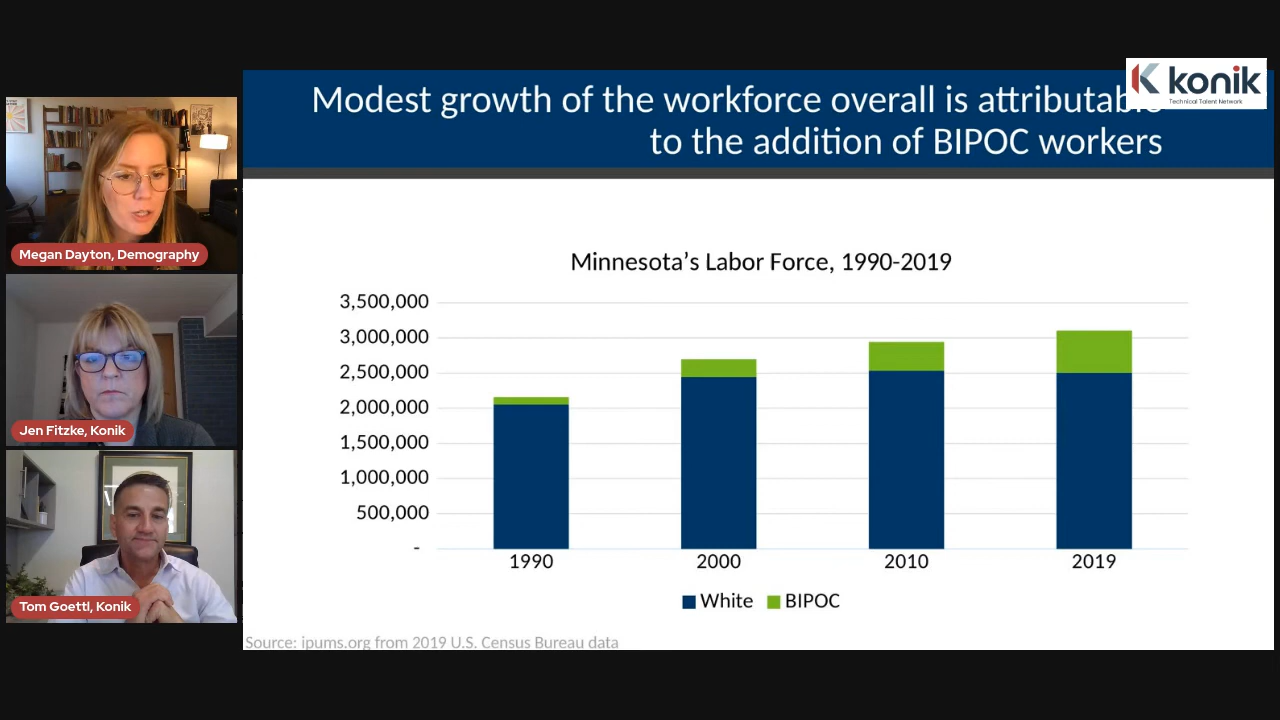 konik
Technical Talent Network
Modest growth of the workforce overall is
to the addition of BIPOC workers
Megan Dayton, Demography
Jen Fitzke, Konik
Tom Goettl, Konik
Minnesota’s Labor Force, 1990-2019
3,500,000
3,000,000
2,500,000
2,000,000
1,500,000
1,000,000
500,000
-
1990 2000 2010 2019
White BIPOC
Source: ipums.org from 2019 U.S. Census Bureau data